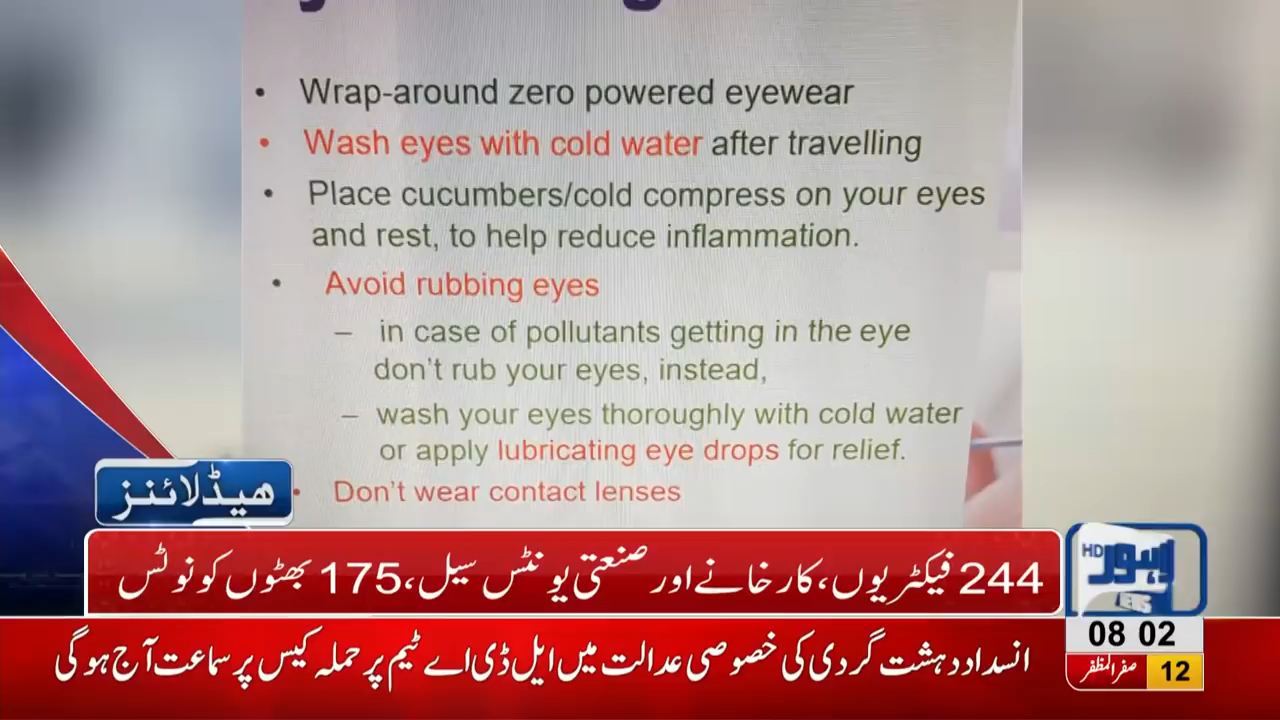 • Wrap-around zero powered eyewear
• Wash eyes with cold water after travelling
• Place cucumbers/cold compress on your eyes
and rest, to help reduce inflammation.
• Avoid rubbing eyes
– in case of pollutants getting in the eye
don't rub your eyes, instead,
– wash your eyes thoroughly with cold water
or apply lubricating eye drops for relief.
• Don't wear contact lenses
ھیڈلائنز
244 فیکٹریوں، کارخانے اور صنعتی یونٹس سیل، 175 بھٹوں کو نوٹس
HD لاہور
08 02
انسداد دہشت گردی کی خصوصی عدالت میں ایل ڈی اے ٹیم پر حملہ کیس پر سماعت آج ہوگی
صفر المظفر 12